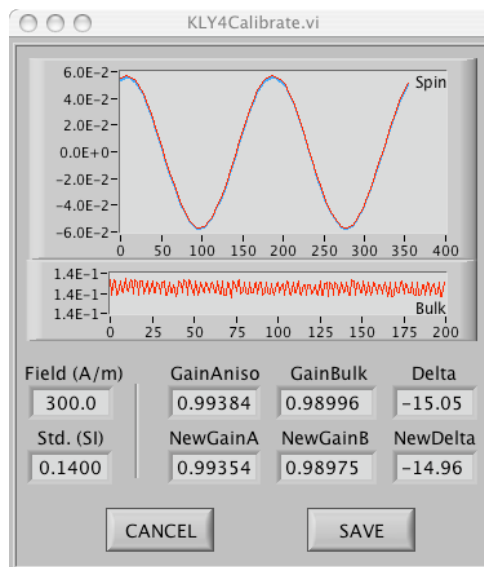 KLY4Calibrate.vi
6.0E-2
4.0E-2
2.0E-2
0.0E+0
-2.0E-2
-4.0E-2
-6.0E-2
Spin
0 50 100 150 200 250 300 350 400
1.4E-1
1.4E-1
1.4E-1
Bulk
0 25 50 75 100 125 150 175 200
Field (A/m) GainAniso GainBulk Delta
300.0 0.99384 0.98996 -15.05
Std. (SI) NewGainA NewGainB NewDelta
0.1400 0.99354 0.98975 -14.96
CANCEL SAVE